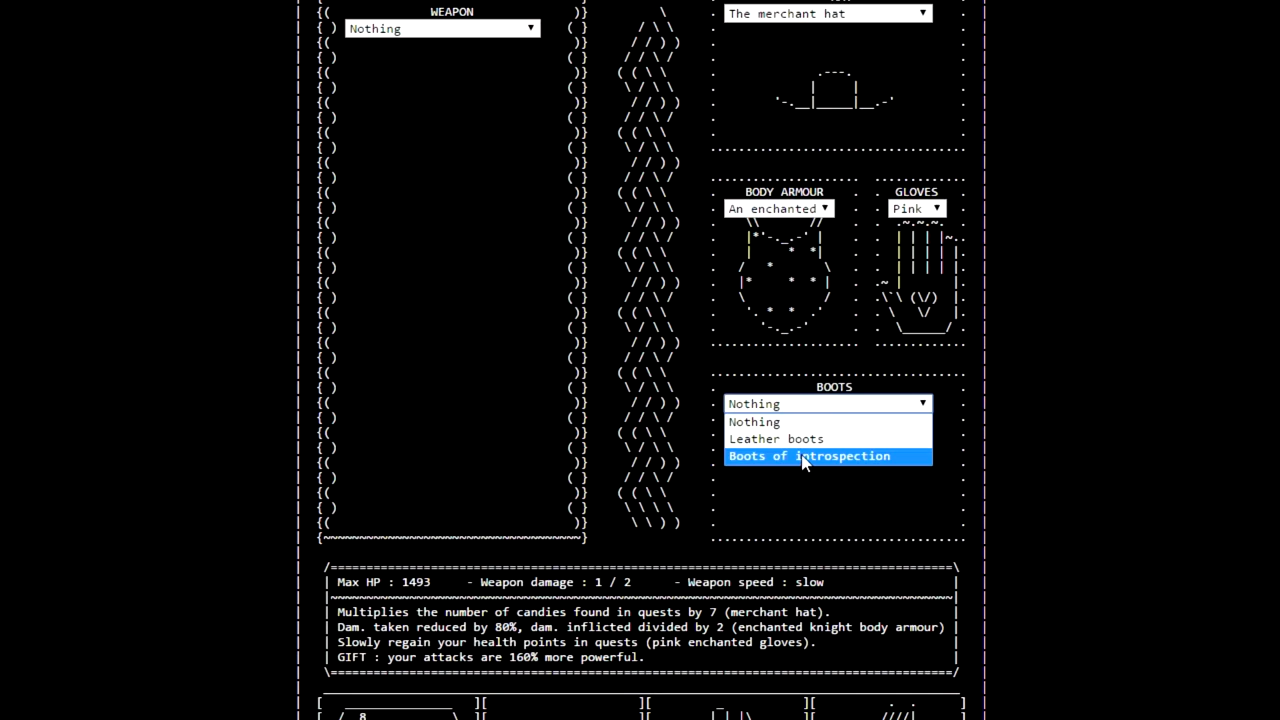 WEAPON
Nothing
The merchant hat
BODY ARMOUR
An enchanted
GLOVES
Pink
BOOTS
Nothing
Nothing
Leather boots
Boots of introspection
Max HP : 1493 - Weapon damage : 1 / 2 - Weapon speed : slow
Multiplies the number of candies found in quests by 7 (merchant hat).
Dam. taken reduced by 80%, dam. inflicted divided by 2 (enchanted knight body armour)
Slowly regain your health points in quests (pink enchanted gloves).
GIFT : your attacks are 160% more powerful.